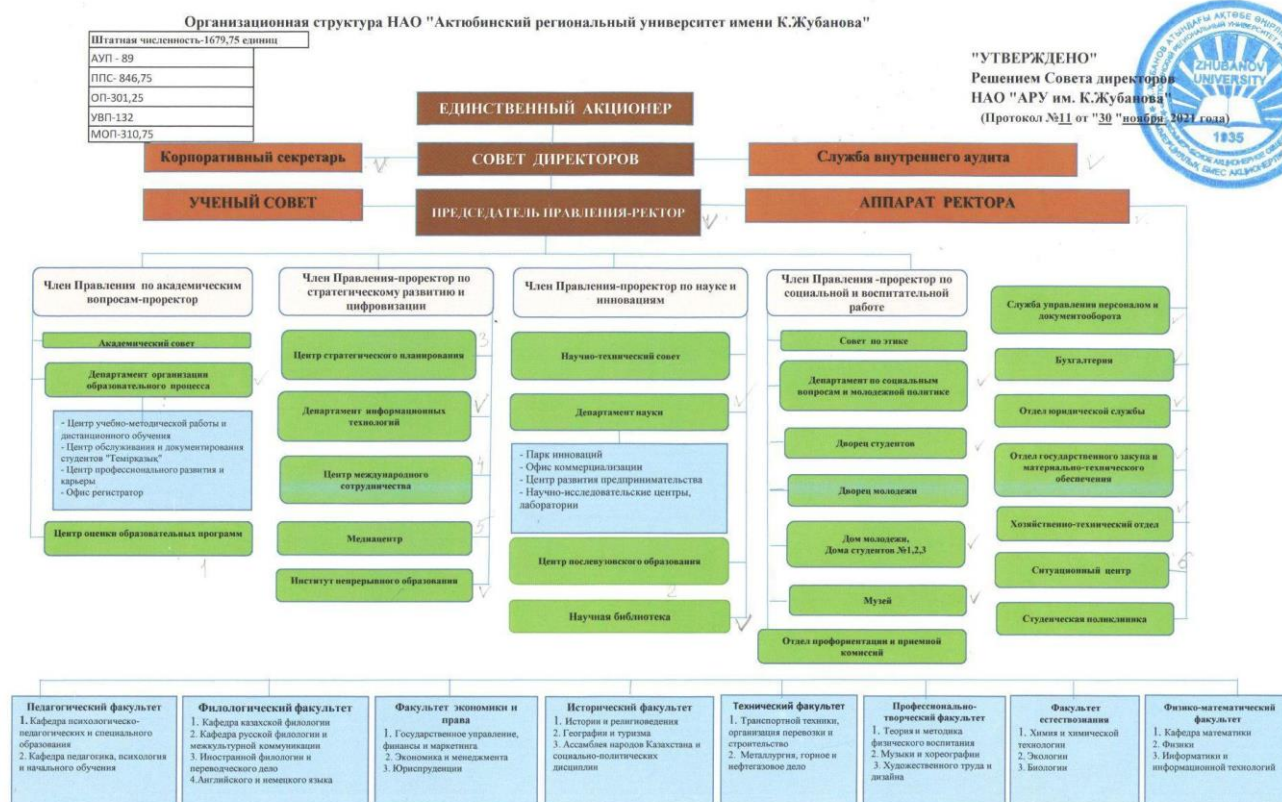 Организационная структура НАО "Актюбинский региональный университет имени К.Жубанова"
Штатная численность-1679,75 единиц
АУП - 89
ППС- 846,75
ОП-301,25
УВП-132
МОП-310,75
"УТВЕРЖДЕНО"
Решением Совета директоров
НАО "АРУ им. К.Жубанова"
(Протокол №11 от "30 "ноября 2021 года)
ZHUBANOV
UNIVERSITY
1935
ЕДИНСТВЕННЫЙ АКЦИОНЕР
Корпоративный секретарь
СОВЕТ ДИРЕКТОРОВ
Служба внутреннего аудита
УЧЕНЫЙ СОВЕТ
ПРЕДСЕДАТЕЛЬ ПРАВЛЕНИЯ-РЕКТОР
АППАРАТ РЕКТОРА
Член Правления по академическим
вопросам-проректор
Академический совет
Департамент организации
образовательного процесса
- Центр учебно-методической работы и
дистанционного обучения
- Центр обслуживания и документирования
студентов "Темірқазық"
- Центр профессионального развития и
карьеры
- Офис регистратор
Центр оценки образовательных программ
1
Член Правления-проректор по
стратегическому развитию и
цифровизации
Центр стратегического планирования
3
Департамент информационных
технологий
Центр международного
сотрудничества
4
Медиацентр
5
Институт непрерывного образования
Член Правления-проректор по науке и
инновациям
Научно-технический совет
Департамент науки
- Парк инноваций
- Офис коммерциализации
- Центр развития предпринимательства
- Научно-исследовательские центры,
лаборатории
Центр послевузовского образования
2
Научная библиотека
Член Правления -проректор по
социальной и воспитательной
работе
Совет по этике
Департамент по социальным
вопросам и молодежной политике
Дворец студентов
Дворец молодежи
Дом молодежи,
Дома студентов №1,2,3
Музей
Отдел профориентации и приемной
комиссий
Служба управления персоналом и
документооборота
Бухгалтерия
Отдел юридической службы
Отдел государственного закупа и
материально-технического
обеспечения
Хозяйственно-технический отдел
Ситуационный центр
6
Студенческая поликлиника
Педагогический факультет
1. Кафедра психологическо-
педагогических и специального
образования
2. Кафедра педагогика, психология
и начального обучения
Филологический факультет
1. Кафедра казахской филологии
2. Кафедра русской филологии и
межкультурной коммуникации
3. Иностранной филологии и
переводческого дело
4.Английского и немецкого языка
Факультет экономики и
права
1. Государственное управление,
финансы и маркетинга
2. Экономика и менеджмента
3. Юриспруденции
Исторический факультет
1. Истории и религиоведения
2. Географии и туризма
3. Ассамблея народов Казахстана и
социально-политических
дисциплин
Технический факультет
1. Транспортной техники,
организация перевозки и
строительство
2. Металлургия, горное и
нефтегазовое дело
Профессионально-
творческий факультет
1. Теория и методика
физического воспитания
2. Музыки и хореографии
3. Художественного труда и
дизайна
Факультет
естествознания
1. Химия и химической
технологии
2. Экологии
3. Биологии
Физико-математический
факультет
1. Кафедра математики
2. Физики
3. Информатики и
информационной технологий